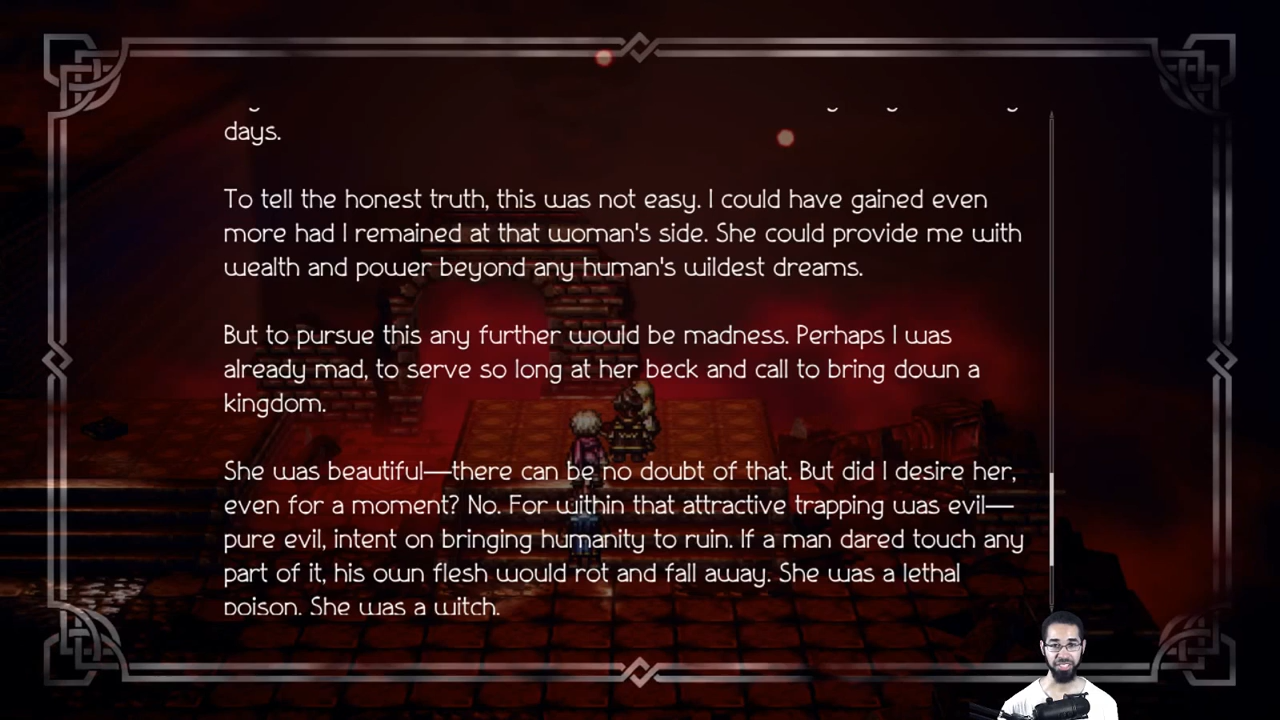 days.
To tell the honest truth, this was not easy. I could have gained even
more had I remained at that woman's side. She could provide me with
wealth and power beyond any human's wildest dreams.
But to pursue this any further would be madness. Perhaps I was
already mad, to serve so long at her beck and call to bring down a
kingdom.
She was beautiful—there can be no doubt of that. But did I desire her,
even for a moment? No. For within that attractive trapping was evil—
pure evil, intent on bringing humanity to ruin. If a man dared touch any
part of it, his own flesh would rot and fall away. She was a lethal
poison. She was a witch.